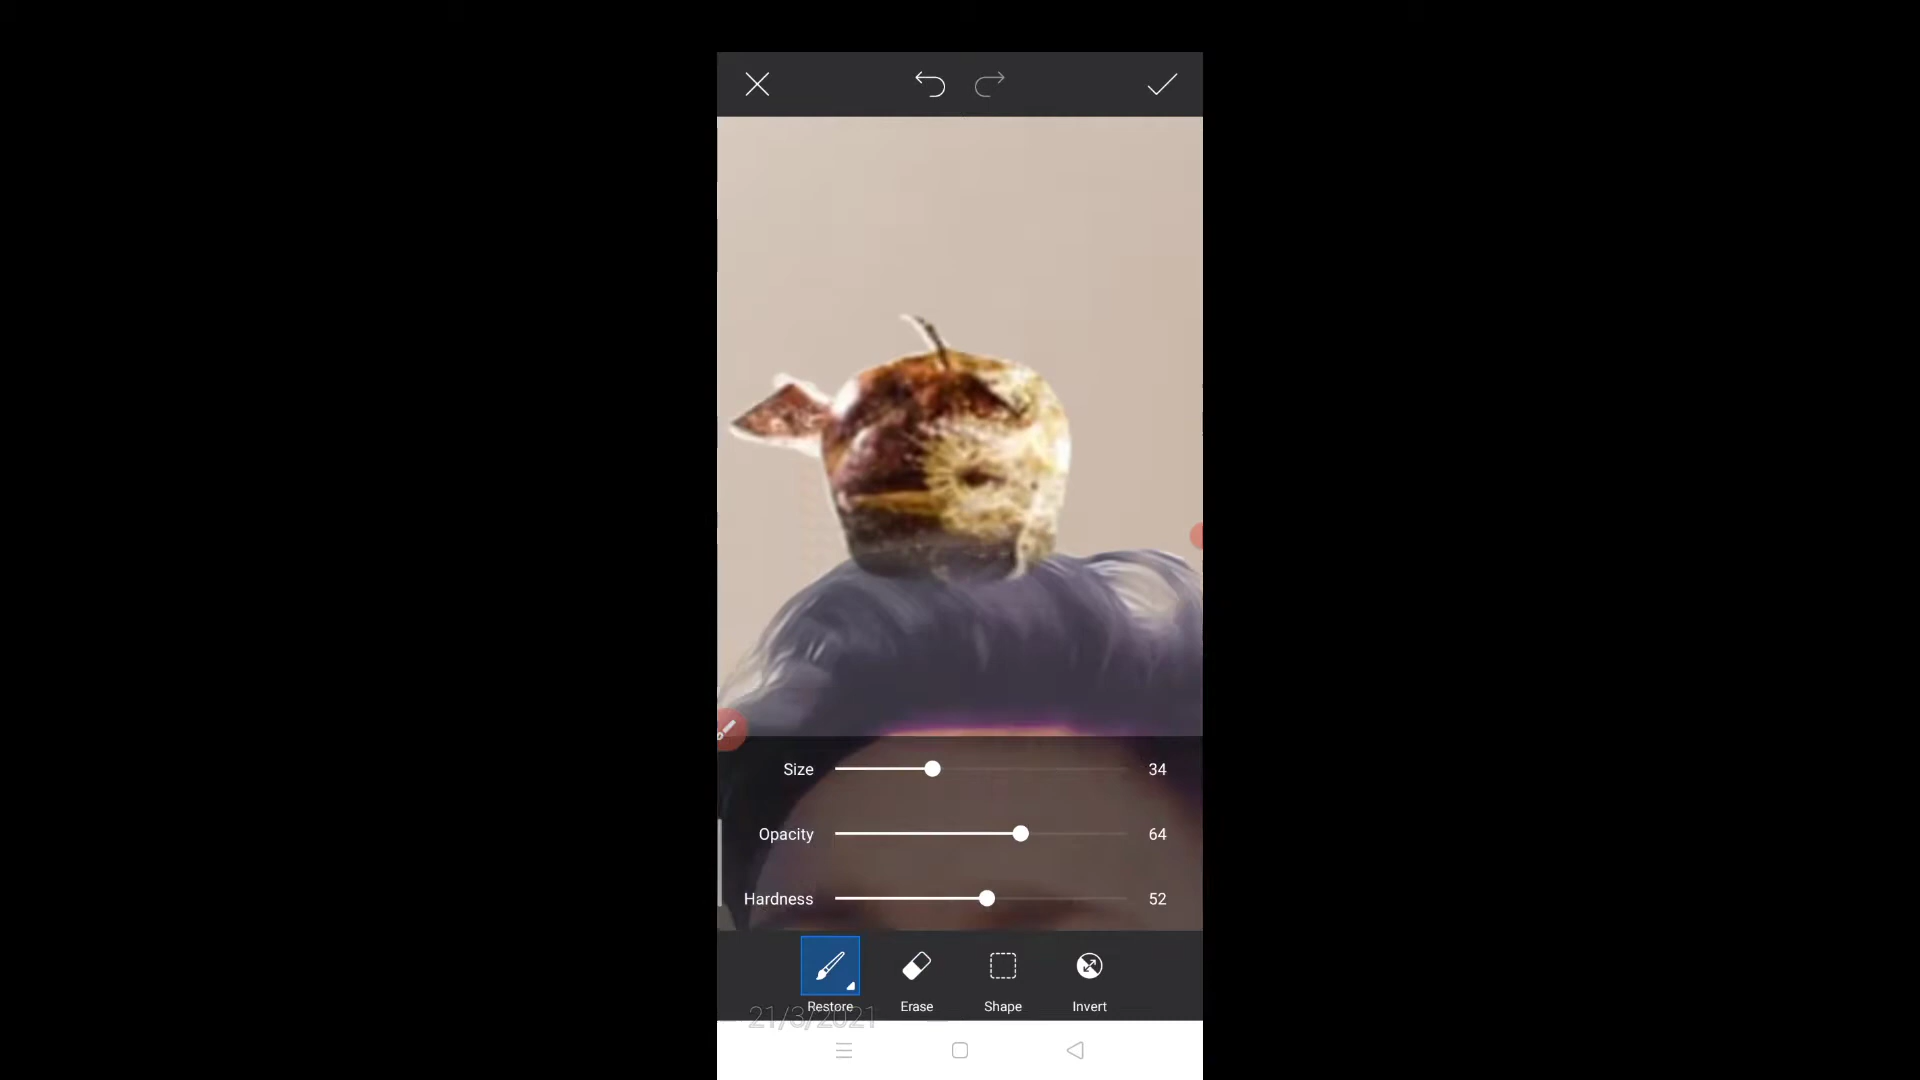 Size 34
Opacity 64
Hardness 52
Restore Erase Shape Invert
21/3/2021